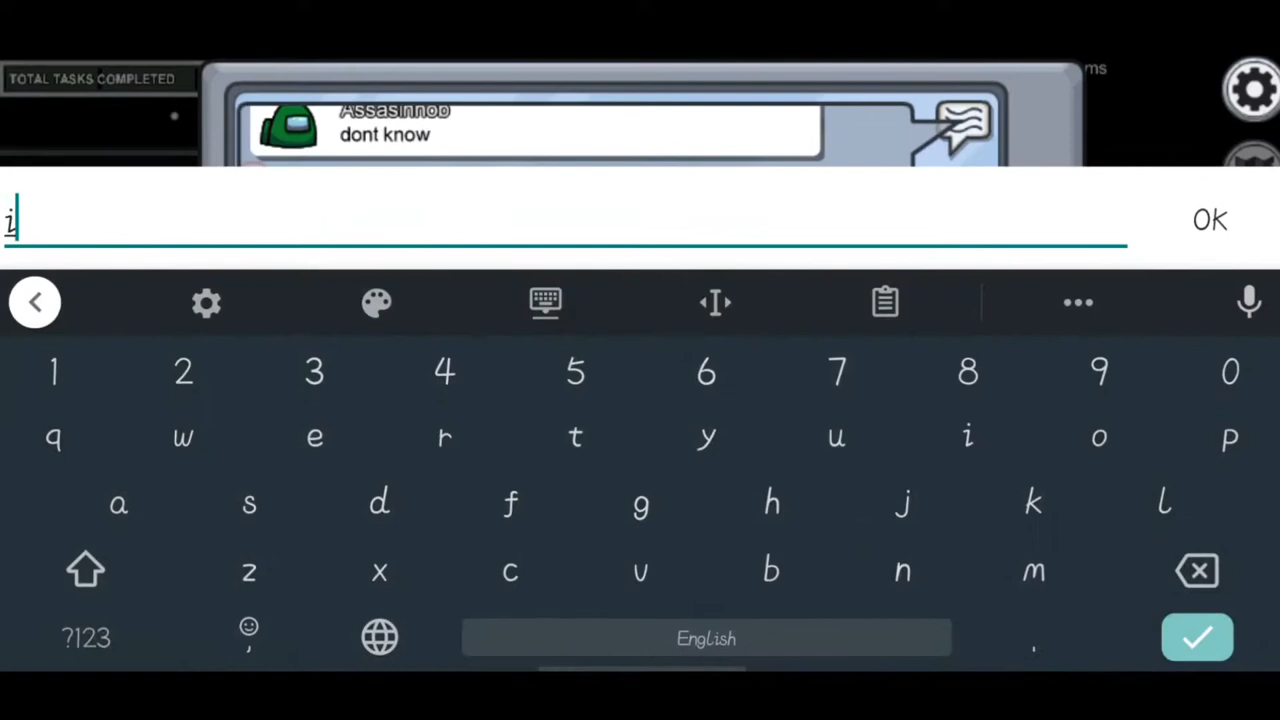 TOTAL TASKS COMPLETED
ms
Assasinnob
dont know
i
OK
1 2 3 4 5 6 7 8 9 0
q w e r t y u i o p
a s d f g h j k l
z x c v b n m
?123 , English .